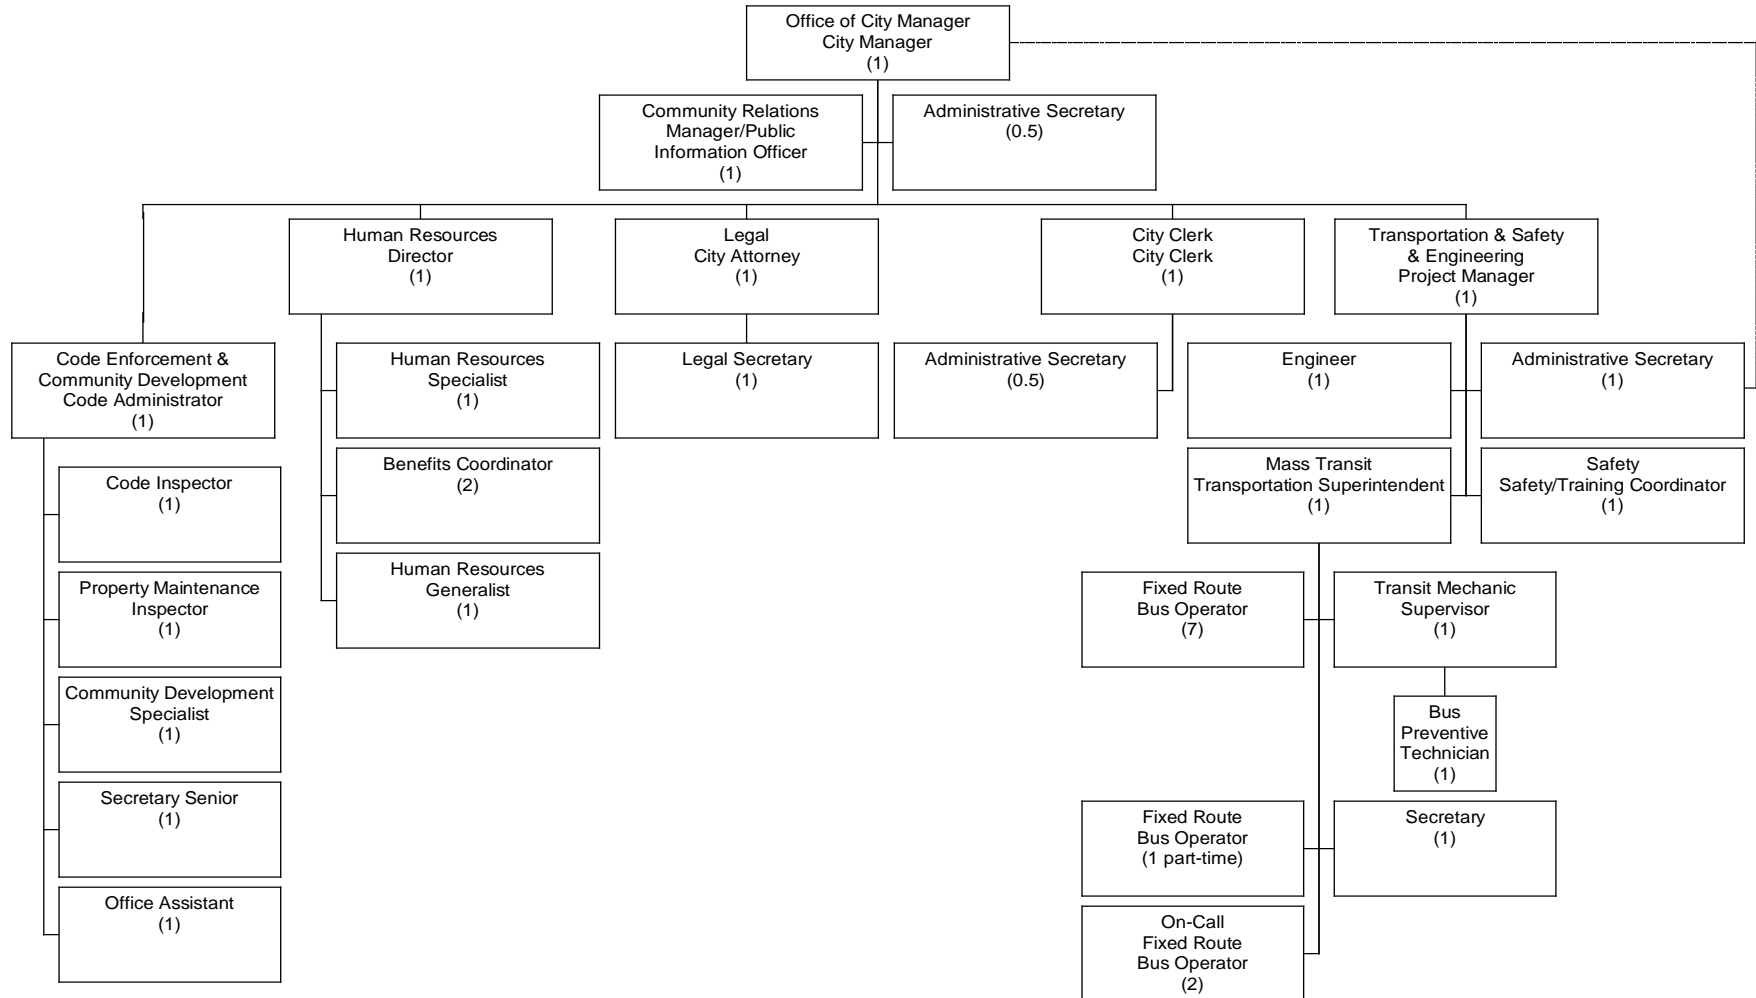 Office of City Manager
City Manager
(1)
Community Relations
Manager/Public
Information Officer
(1)
Administrative Secretary
(0.5)
Human Resources
Director
(1)
Legal
City Attorney
(1)
City Clerk
City Clerk
(1)
Transportation & Safety
& Engineering
Project Manager
(1)
Code Enforcement &
Community Development
Code Administrator
(1)
Human Resources
Specialist
(1)
Legal Secretary
(1)
Administrative Secretary
(0.5)
Engineer
(1)
Administrative Secretary
(1)
Code Inspector
(1)
Benefits Coordinator
(2)
Mass Transit
Transportation Superintendent
(1)
Safety
Safety/Training Coordinator
(1)
Property Maintenance
Inspector
(1)
Human Resources
Generalist
(1)
Fixed Route
Bus Operator
(7)
Transit Mechanic
Supervisor
(1)
Community Development
Specialist
(1)
Bus
Preventive
Technician
(1)
Secretary Senior
(1)
Fixed Route
Bus Operator
(1 part-time)
Secretary
(1)
Office Assistant
(1)
On-Call
Fixed Route
Bus Operator
(2)